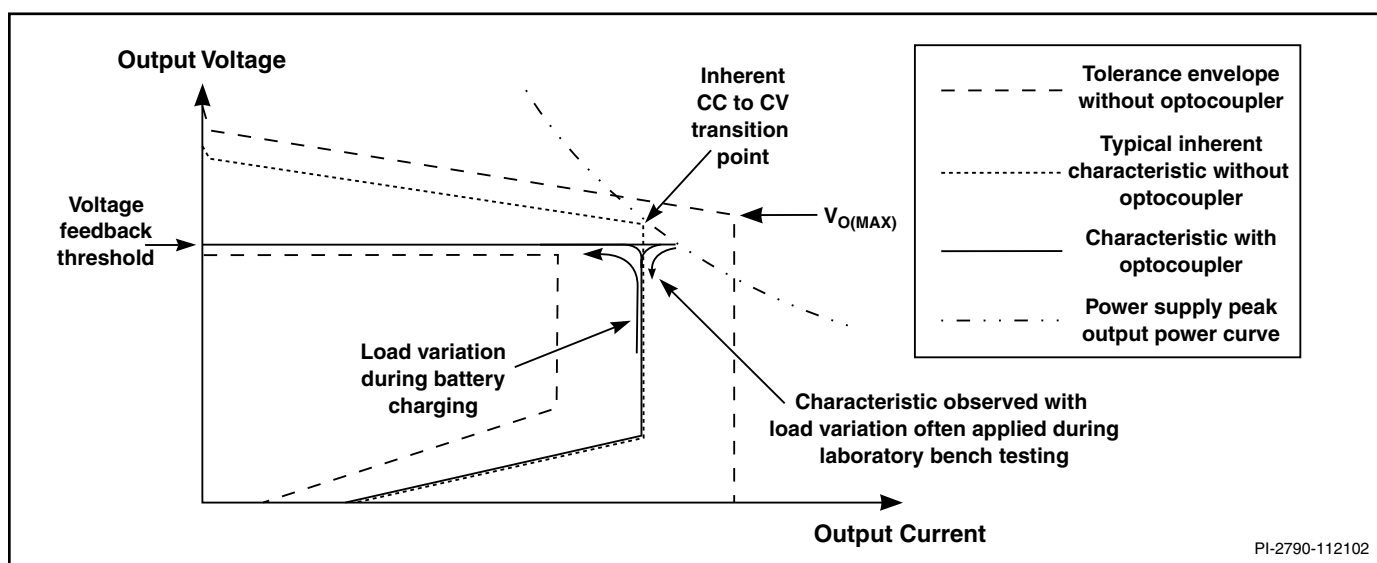 Output Voltage
Inherent
CC to CV
transition
point
Voltage
feedback
threshold
V_O(MAX)
Load variation
during battery
charging
Characteristic observed with
load variation often applied during
laboratory bench testing
Output Current
Tolerance envelope
without optocoupler
Typical inherent
characteristic without
optocoupler
Characteristic with
optocoupler
Power supply peak
output power curve
PI-2790-112102